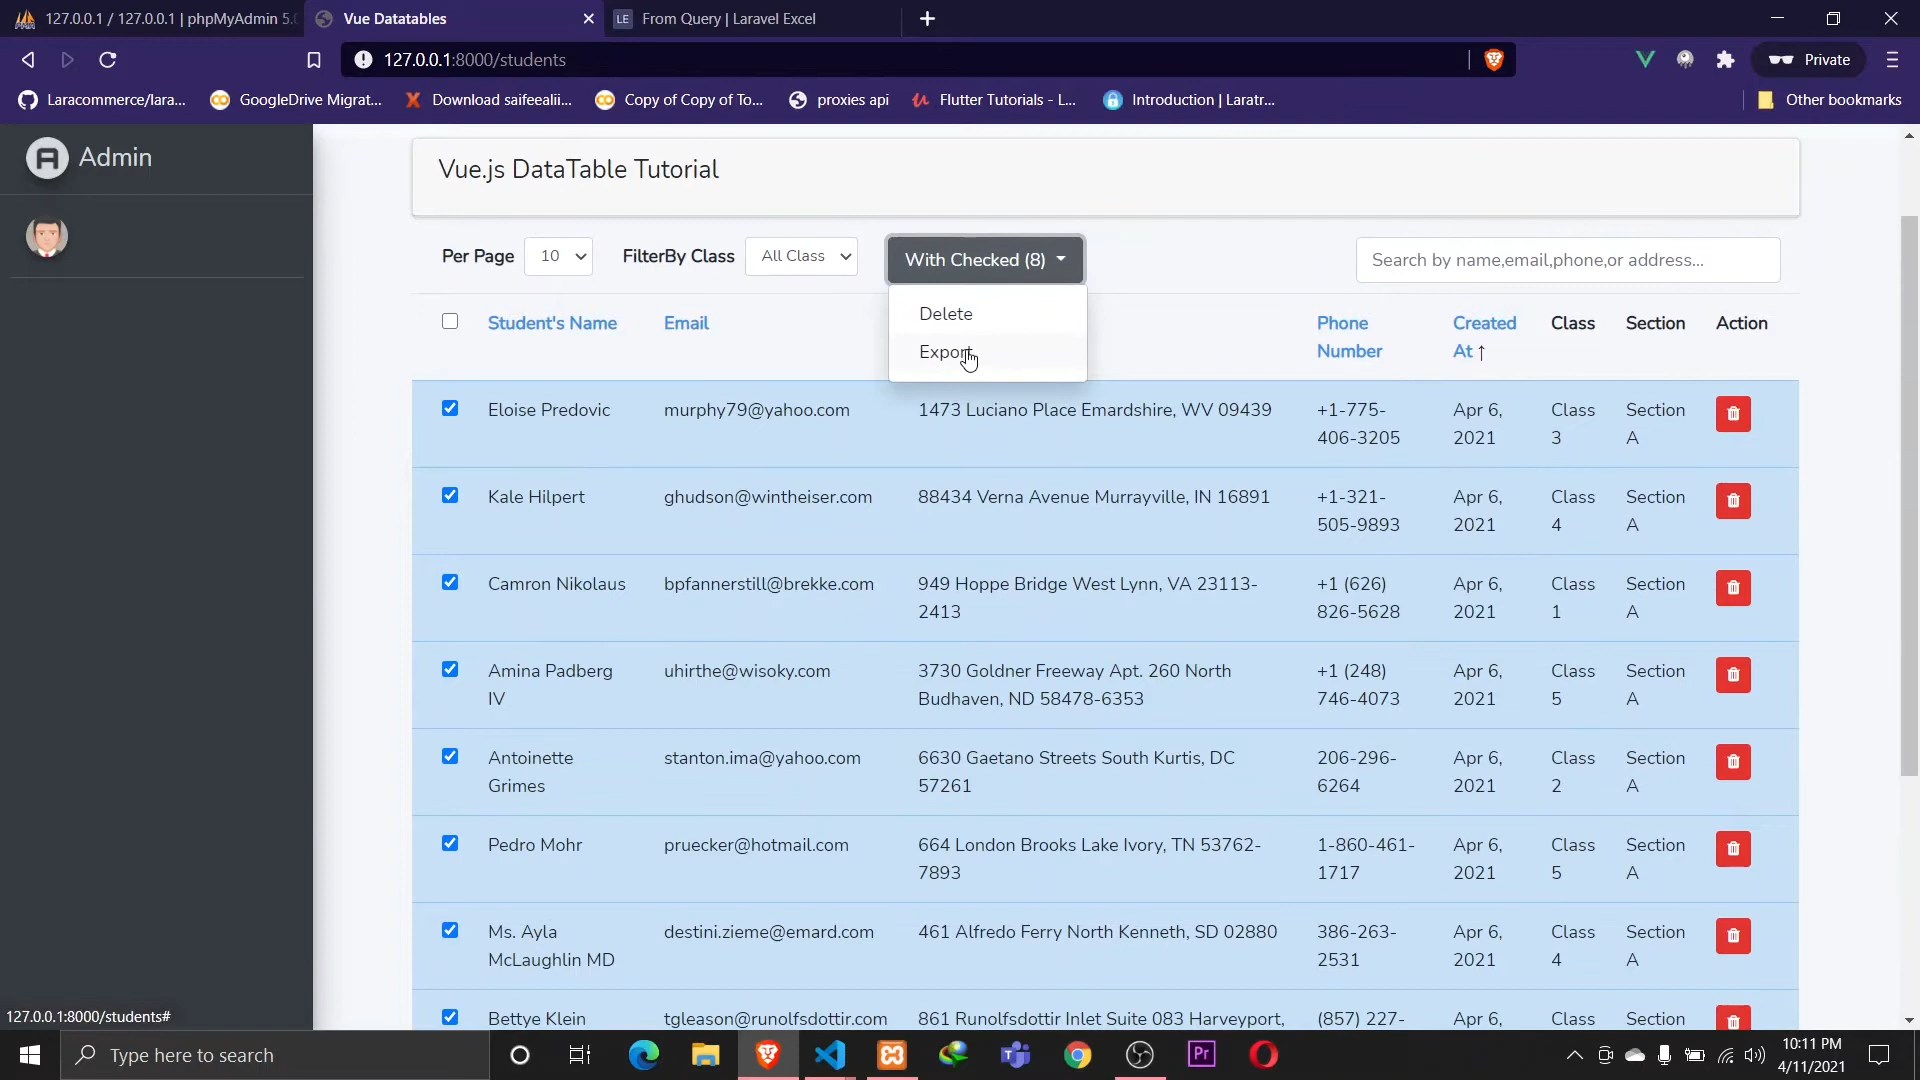 127.0.0.1 / 127.0.0.1 | phpMyAdmin 5.0
Vue Datatables
LE From Query | Laravel Excel
127.0.0.1:8000/students
Private
Laracommerce/lara...
GoogleDrive Migrat...
Download saifeealii...
Copy of Copy of To...
proxies api
Flutter Tutorials - L...
Introduction | Laratr...
Other bookmarks
Admin
Vue.js DataTable Tutorial
Per Page 10 FilterBy Class All Class With Checked (8) Search by name,email,phone,or address...
Delete
Export
Student's Name Email Phone Number Created At ↑ Class Section Action
Eloise Predovic murphy79@yahoo.com 1473 Luciano Place Emardshire, WV 09439 +1-775-
406-3205 Apr 6,
2021 Class
3 Section
A
Kale Hilpert ghudson@wintheiser.com 88434 Verna Avenue Murrayville, IN 16891 +1-321-
505-9893 Apr 6,
2021 Class
4 Section
A
Camron Nikolaus bpfannerstill@brekke.com 949 Hoppe Bridge West Lynn, VA 23113-
2413 +1 (626)
826-5628 Apr 6,
2021 Class
1 Section
A
Amina Padberg
IV uhirthe@wisoky.com 3730 Goldner Freeway Apt. 260 North
Budhaven, ND 58478-6353 +1 (248)
746-4073 Apr 6,
2021 Class
5 Section
A
Antoinette
Grimes stanton.ima@yahoo.com 6630 Gaetano Streets South Kurtis, DC
57261 206-296-
6264 Apr 6,
2021 Class
2 Section
A
Pedro Mohr pruecker@hotmail.com 664 London Brooks Lake Ivory, TN 53762-
7893 1-860-461-
1717 Apr 6,
2021 Class
5 Section
A
Ms. Ayla
McLaughlin MD destini.zieme@emard.com 461 Alfredo Ferry North Kenneth, SD 02880 386-263-
2531 Apr 6,
2021 Class
4 Section
A
Bettye Klein tgleason@runolfsdottir.com 861 Runolfsdottir Inlet Suite 083 Harveyport, (857) 227- Apr 6, Class Section
127.0.0.1:8000/students#
Type here to search
Pr
10:11 PM
4/11/2021